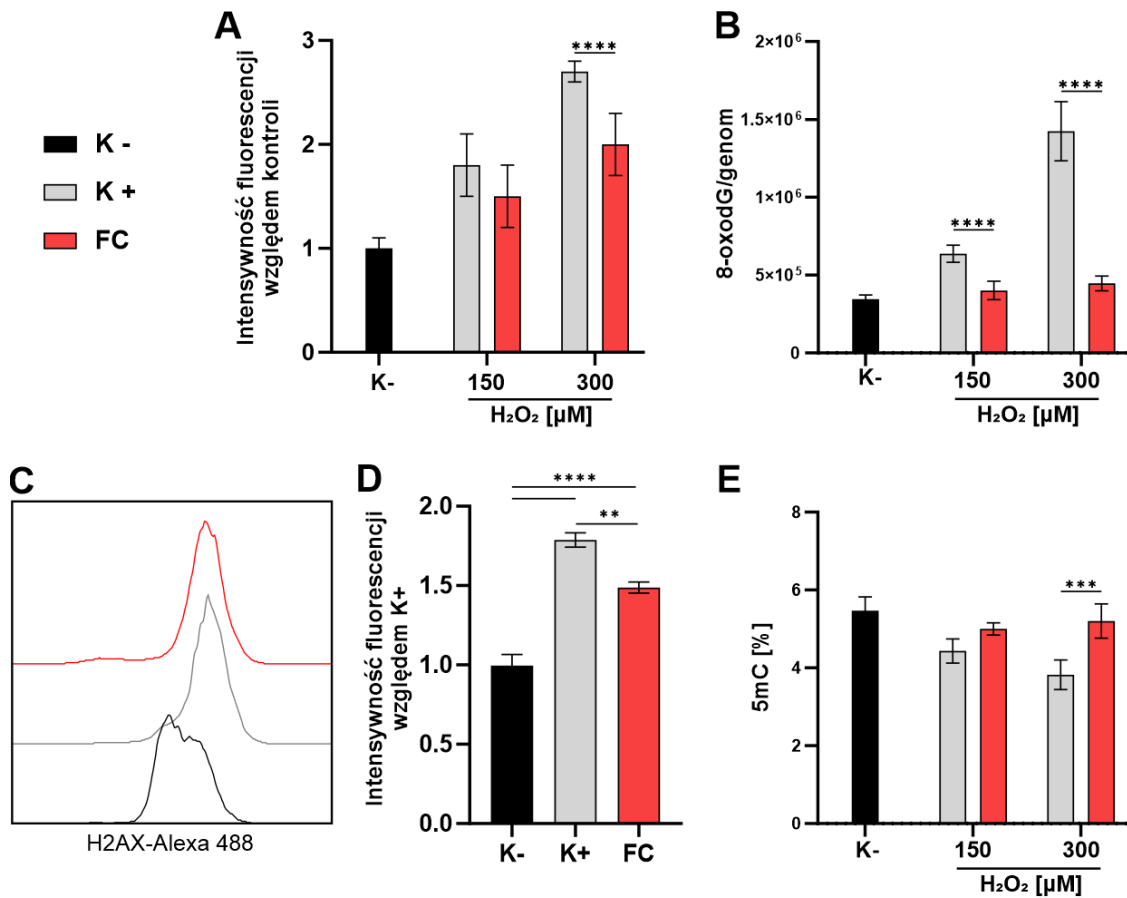 K -
K +
FC
A
Intensywność fluorescencji
względem kontroli
3
2
1
0
****
K-
150
300
H₂O₂ [µM]
B
8-oxodG/genom
2×10⁶
1.5×10⁶
1×10⁶
5×10⁵
0
****
****
K-
150
300
H₂O₂ [µM]
C
H2AX-Alexa 488
D
Intensywność fluorescencji
względem K+
2.0
1.5
1.0
0.5
0.0
****
**
K-
K+
FC
E
5mC [%]
8
6
4
2
0
***
K-
150
300
H₂O₂ [µM]